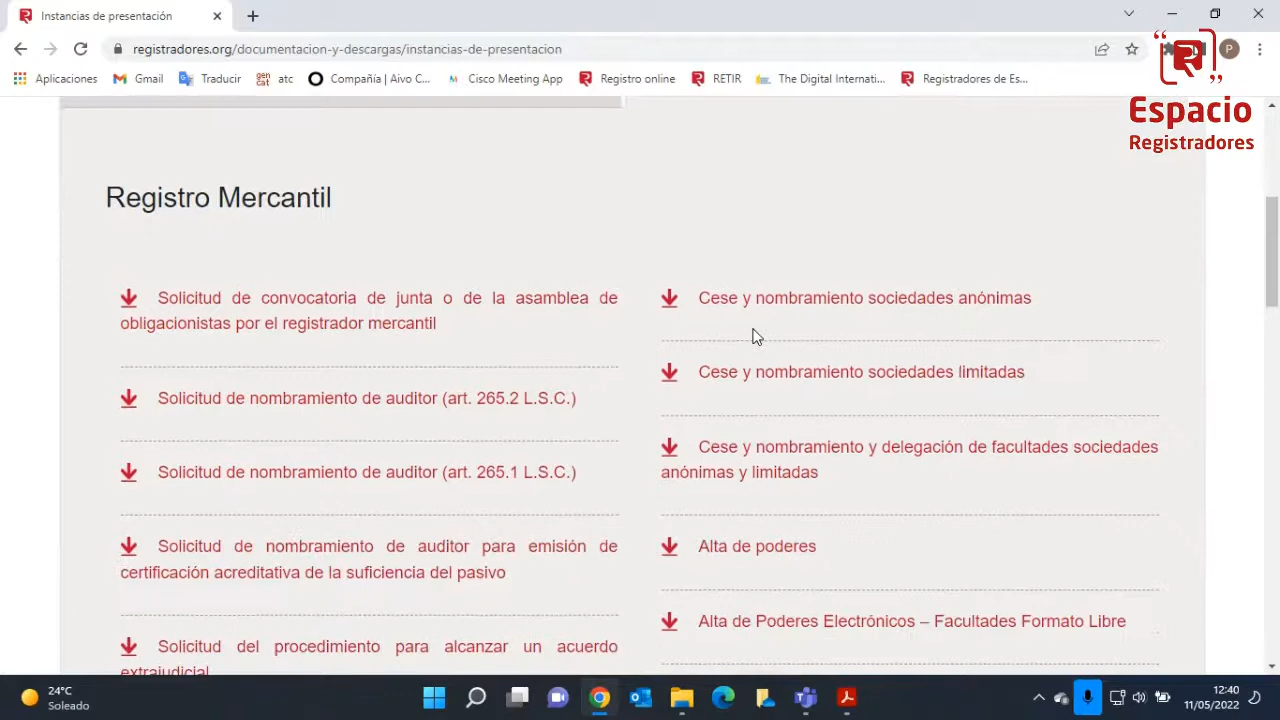 Instancias de presentación
registradores.org/documentacion-y-descargas/instancias-de-presentacion
P
Aplicaciones
Gmail
Traducir
gen
cat
atc
Compañía | Aivo C...
Cisco Meeting App
Registro online
RETIR
The Digital Internati...
Registradores de Es...
Espacio
Registradores
Registro Mercantil
Solicitud de convocatoria de junta o de la asamblea de
obligacionistas por el registrador mercantil
Solicitud de nombramiento de auditor (art. 265.2 L.S.C.)
Solicitud de nombramiento de auditor (art. 265.1 L.S.C.)
Solicitud de nombramiento de auditor para emisión de
certificación acreditativa de la suficiencia del pasivo
Solicitud del procedimiento para alcanzar un acuerdo
extrajudicial
Cese y nombramiento sociedades anónimas
Cese y nombramiento sociedades limitadas
Cese y nombramiento y delegación de facultades sociedades
anónimas y limitadas
Alta de poderes
Alta de Poderes Electrónicos – Facultades Formato Libre
24°C
Soleado
12:40
11/05/2022